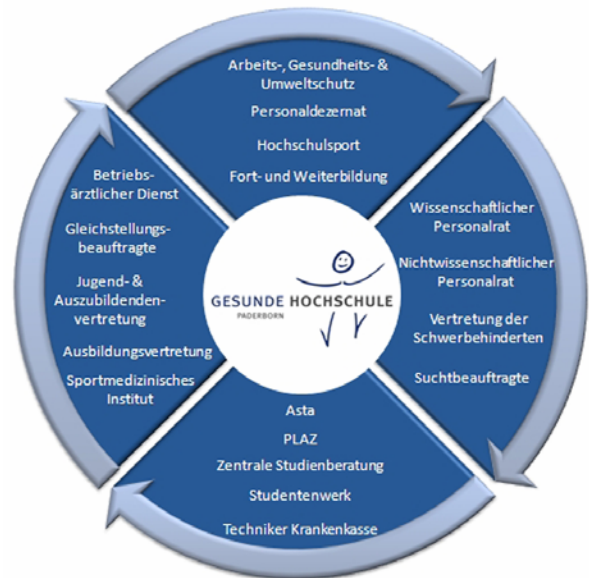 Arbeits-, Gesundheits- &
Umweltschutz
Personaldezernat
Hochschulsport
Fort- und Weiterbildung
Wissenschaftlicher
Personalrat
Nichtwissenschaftlicher
Personalrat
Vertretung der
Schwerbehinderten
Suchtbeauftragte
Asta
PLAZ
Zentrale Studienberatung
Studentenwerk
Techniker Krankenkasse
Betriebs-
ärztlicher Dienst
Gleichstellungs-
beauftragte
Jugend- &
Auszubildenden-
vertretung
Ausbildungsvertretung
Sportmedizinisches
Institut
GESUNDE HOCHSCHULE
PADERBORN